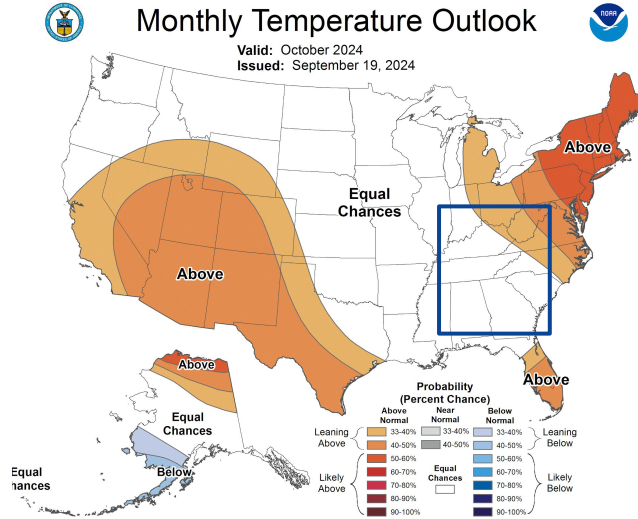 Monthly Temperature Outlook
NOAA
Valid: October 2024
Issued: September 19, 2024
Above
Equal
Chances
Above
Above
Above
Equal
Chances
Below
Equal
hances
Probability
(Percent Chance)
Above
Normal
Near
Normal
Below
Normal
Leaning
Above
33-40%
40-50%
33-40%
40-50%
33-40%
40-50%
Leaning
Below
Likely
Above
50-60%
60-70%
70-80%
80-90%
90-100%
Equal
Chances
50-60%
60-70%
70-80%
80-90%
90-100%
Likely
Below